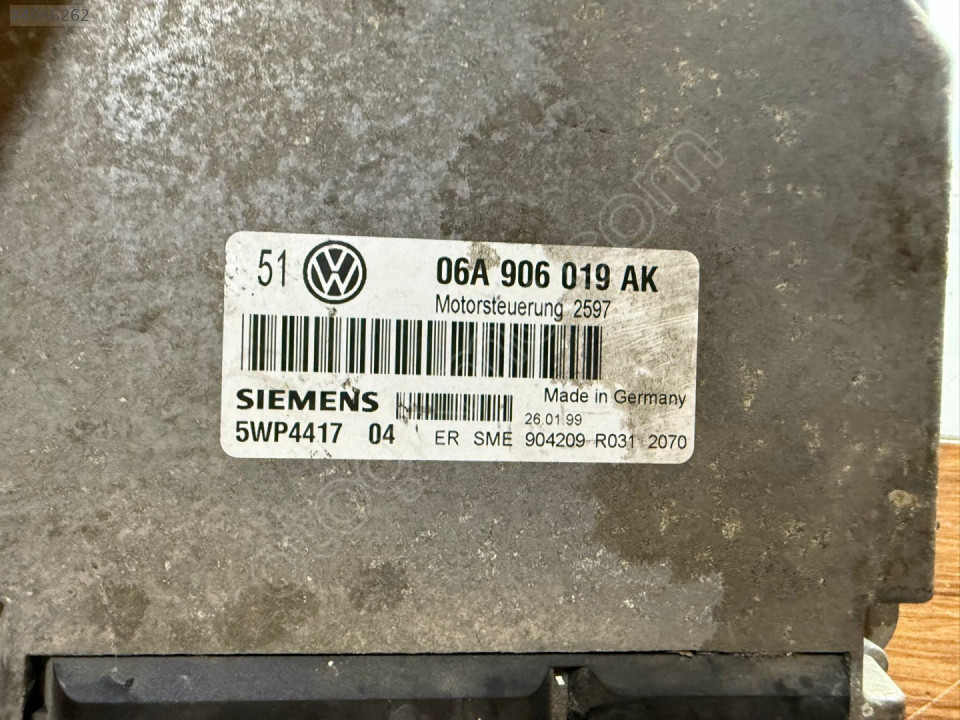 51 06A 906 019 AK
Motorsteuerung 2597
SIEMENS
Made in Germany
26.01.99
5WP4417 04 ER SME 904209 R031 2070